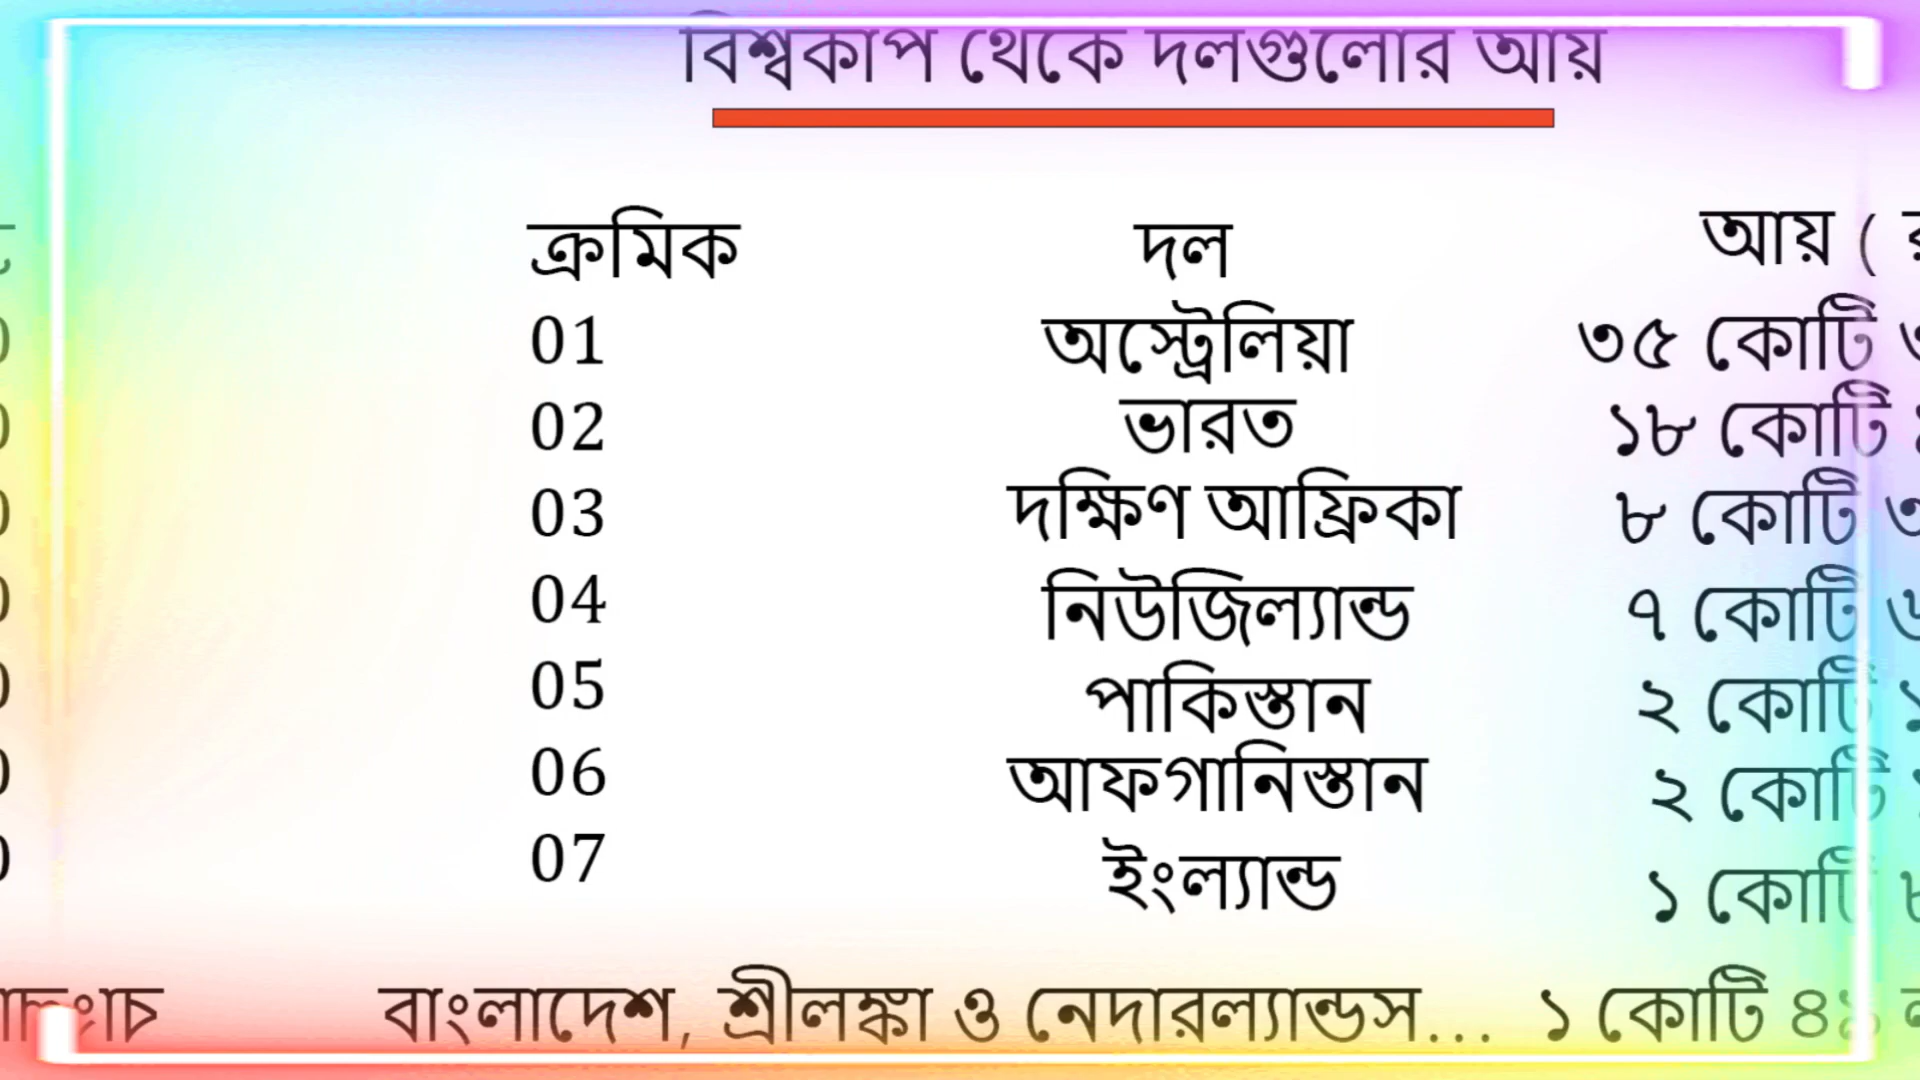 বিশ্বকাপ থেকে দলগুলোর আয়
ক্রমিক দল আয় (
01 অস্ট্রেলিয়া ৩৫ কোটি
02 ভারত ১৮ কোটি
03 দক্ষিণ আফ্রিকা ৮ কোটি
04 নিউজিল্যান্ড ৭ কোটি
05 পাকিস্তান ২ কোটি
06 আফগানিস্তান ২ কোটি
07 ইংল্যান্ড ১ কোটি
বাংলাদেশ, শ্রীলঙ্কা ও নেদারল্যান্ডস... ১ কোটি ৪১